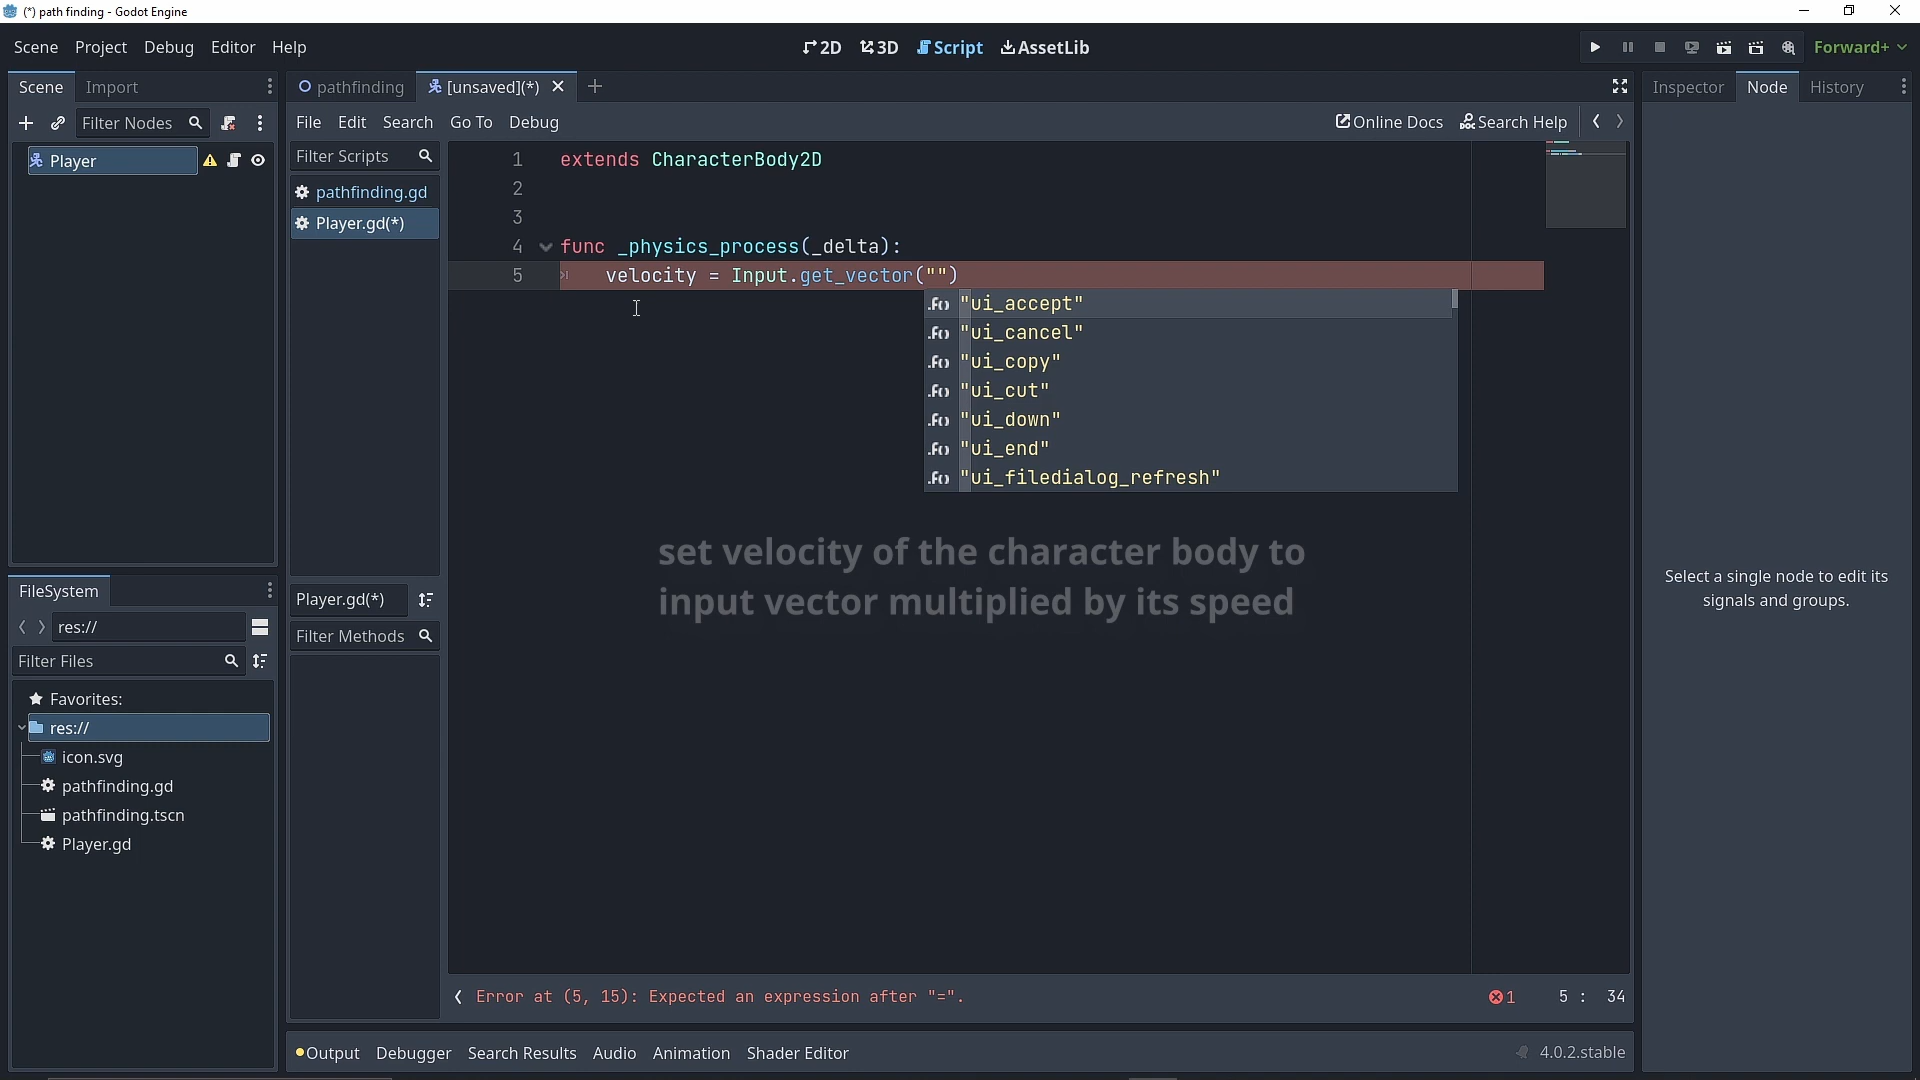 (*) path finding - Godot Engine
Scene Project Debug Editor Help
2D 3D Script AssetLib
Forward+
Scene Import
pathfinding [unsaved](*)
Inspector Node History
Filter Nodes
File Edit Search Go To Debug
Online Docs Search Help
Player
Filter Scripts
pathfinding.gd
Player.gd(*)
1 extends CharacterBody2D
2
3
4 func _physics_process(_delta):
5 velocity = Input.get_vector("")
"ui_accept"
"ui_cancel"
"ui_copy"
"ui_cut"
"ui_down"
"ui_end"
"ui_filedialog_refresh"
set velocity of the character body to
input vector multiplied by its speed
Select a single node to edit its
signals and groups.
FileSystem
res://
Filter Files
Favorites:
res://
icon.svg
pathfinding.gd
pathfinding.tscn
Player.gd
Player.gd(*)
Filter Methods
Error at (5, 15): Expected an expression after "=".
1 5 : 34
Output Debugger Search Results Audio Animation Shader Editor
4.0.2.stable